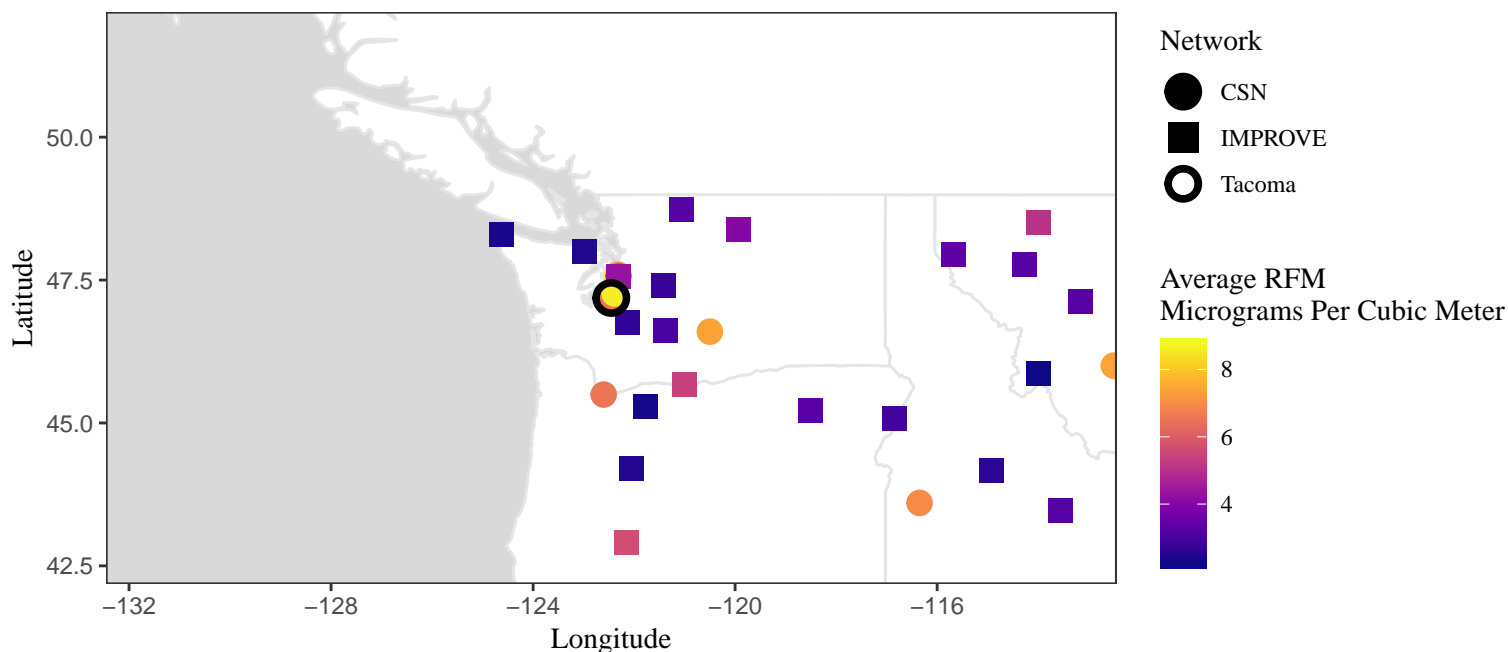 50.0
47.5
45.0
42.5
Latitude
−132
−128
−124
−120
−116
Longitude
Network
CSN
IMPROVE
Tacoma
Average RFM
Micrograms Per Cubic Meter
8
6
4